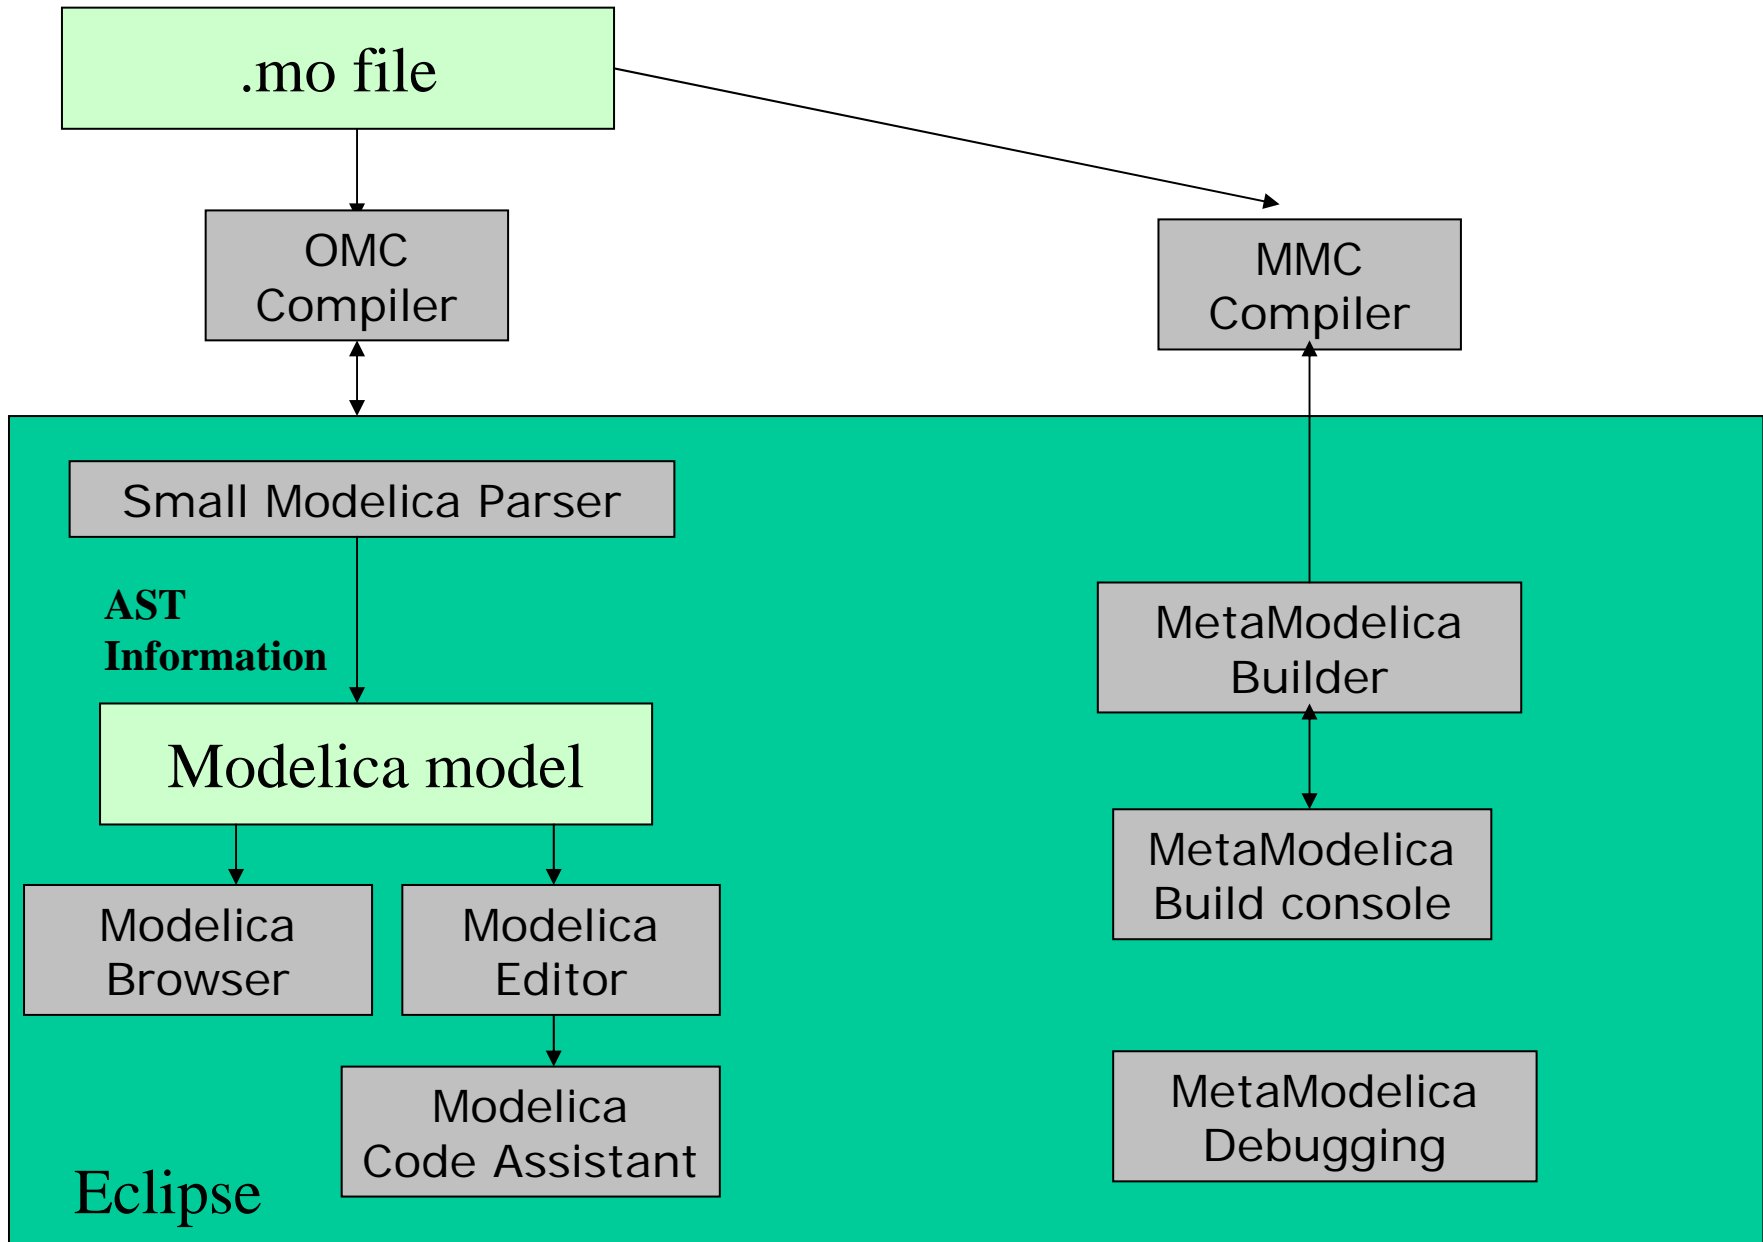 .mo file
OMC
Compiler
MMC
Compiler
Small Modelica Parser
AST
Information
MetaModelica
Builder
Modelica model
MetaModelica
Build console
Modelica
Browser
Modelica
Editor
Modelica
Code Assistant
MetaModelica
Debugging
Eclipse